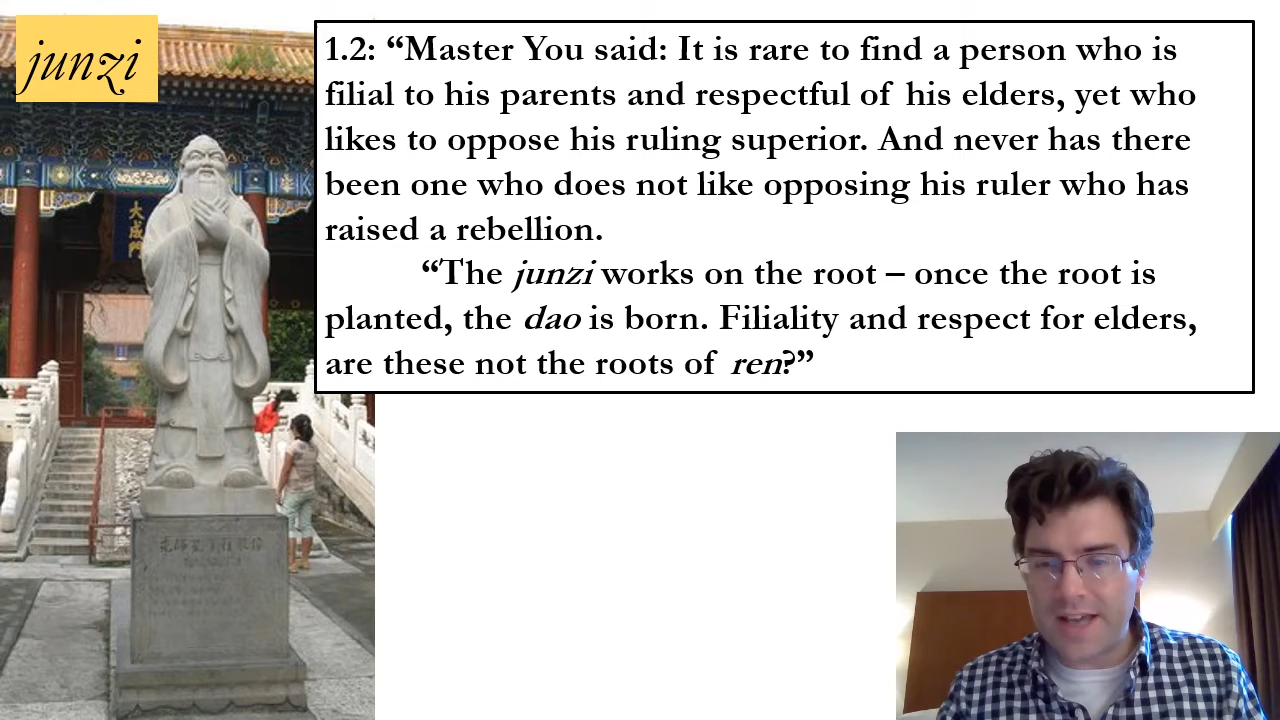 junzi
1.2: “Master You said: It is rare to find a person who is
filial to his parents and respectful of his elders, yet who
likes to oppose his ruling superior. And never has there
been one who does not like opposing his ruler who has
raised a rebellion.
“The junzi works on the root – once the root is
planted, the dao is born. Filiality and respect for elders,
are these not the roots of ren?”
大成門